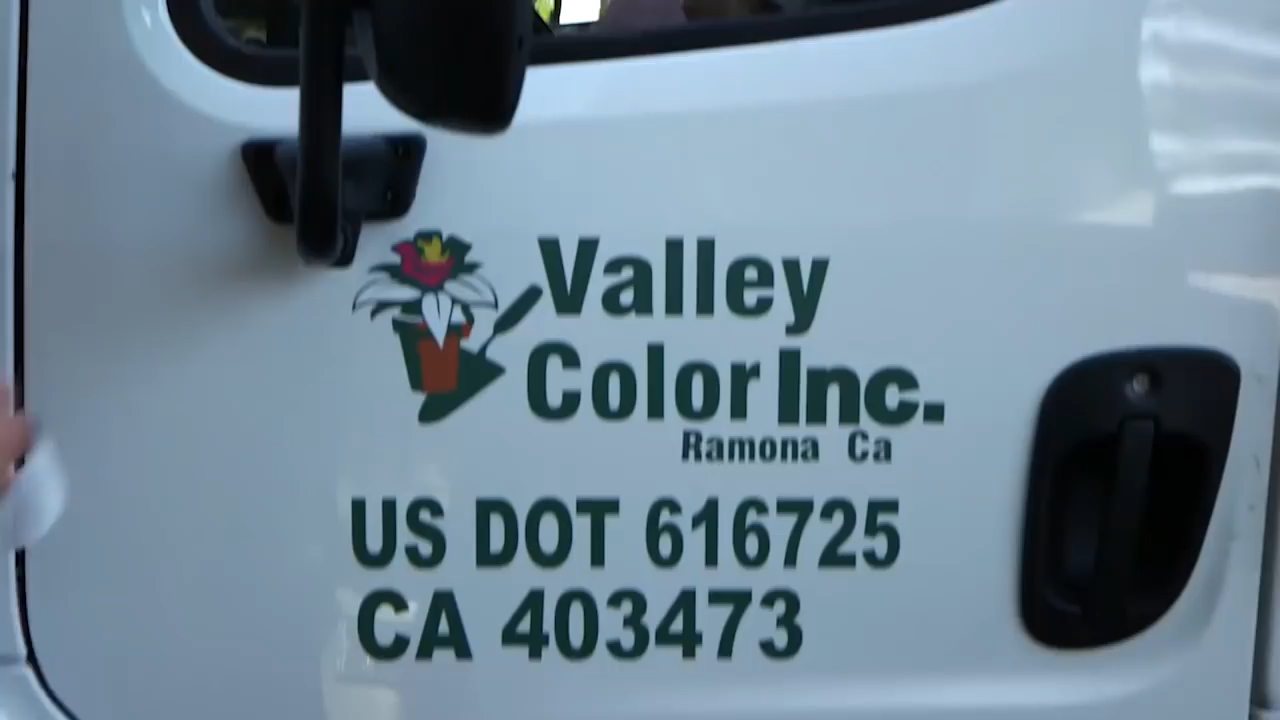 Valley
Color Inc.
Ramona Ca
US DOT 616725
CA 403473